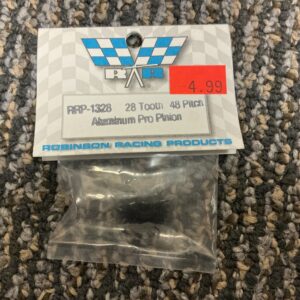 RRP
4.99
RRP-1328 28 Tooth 48 Pitch
Aluminum Pro Pinion
ROBINSON RACING PRODUCTS